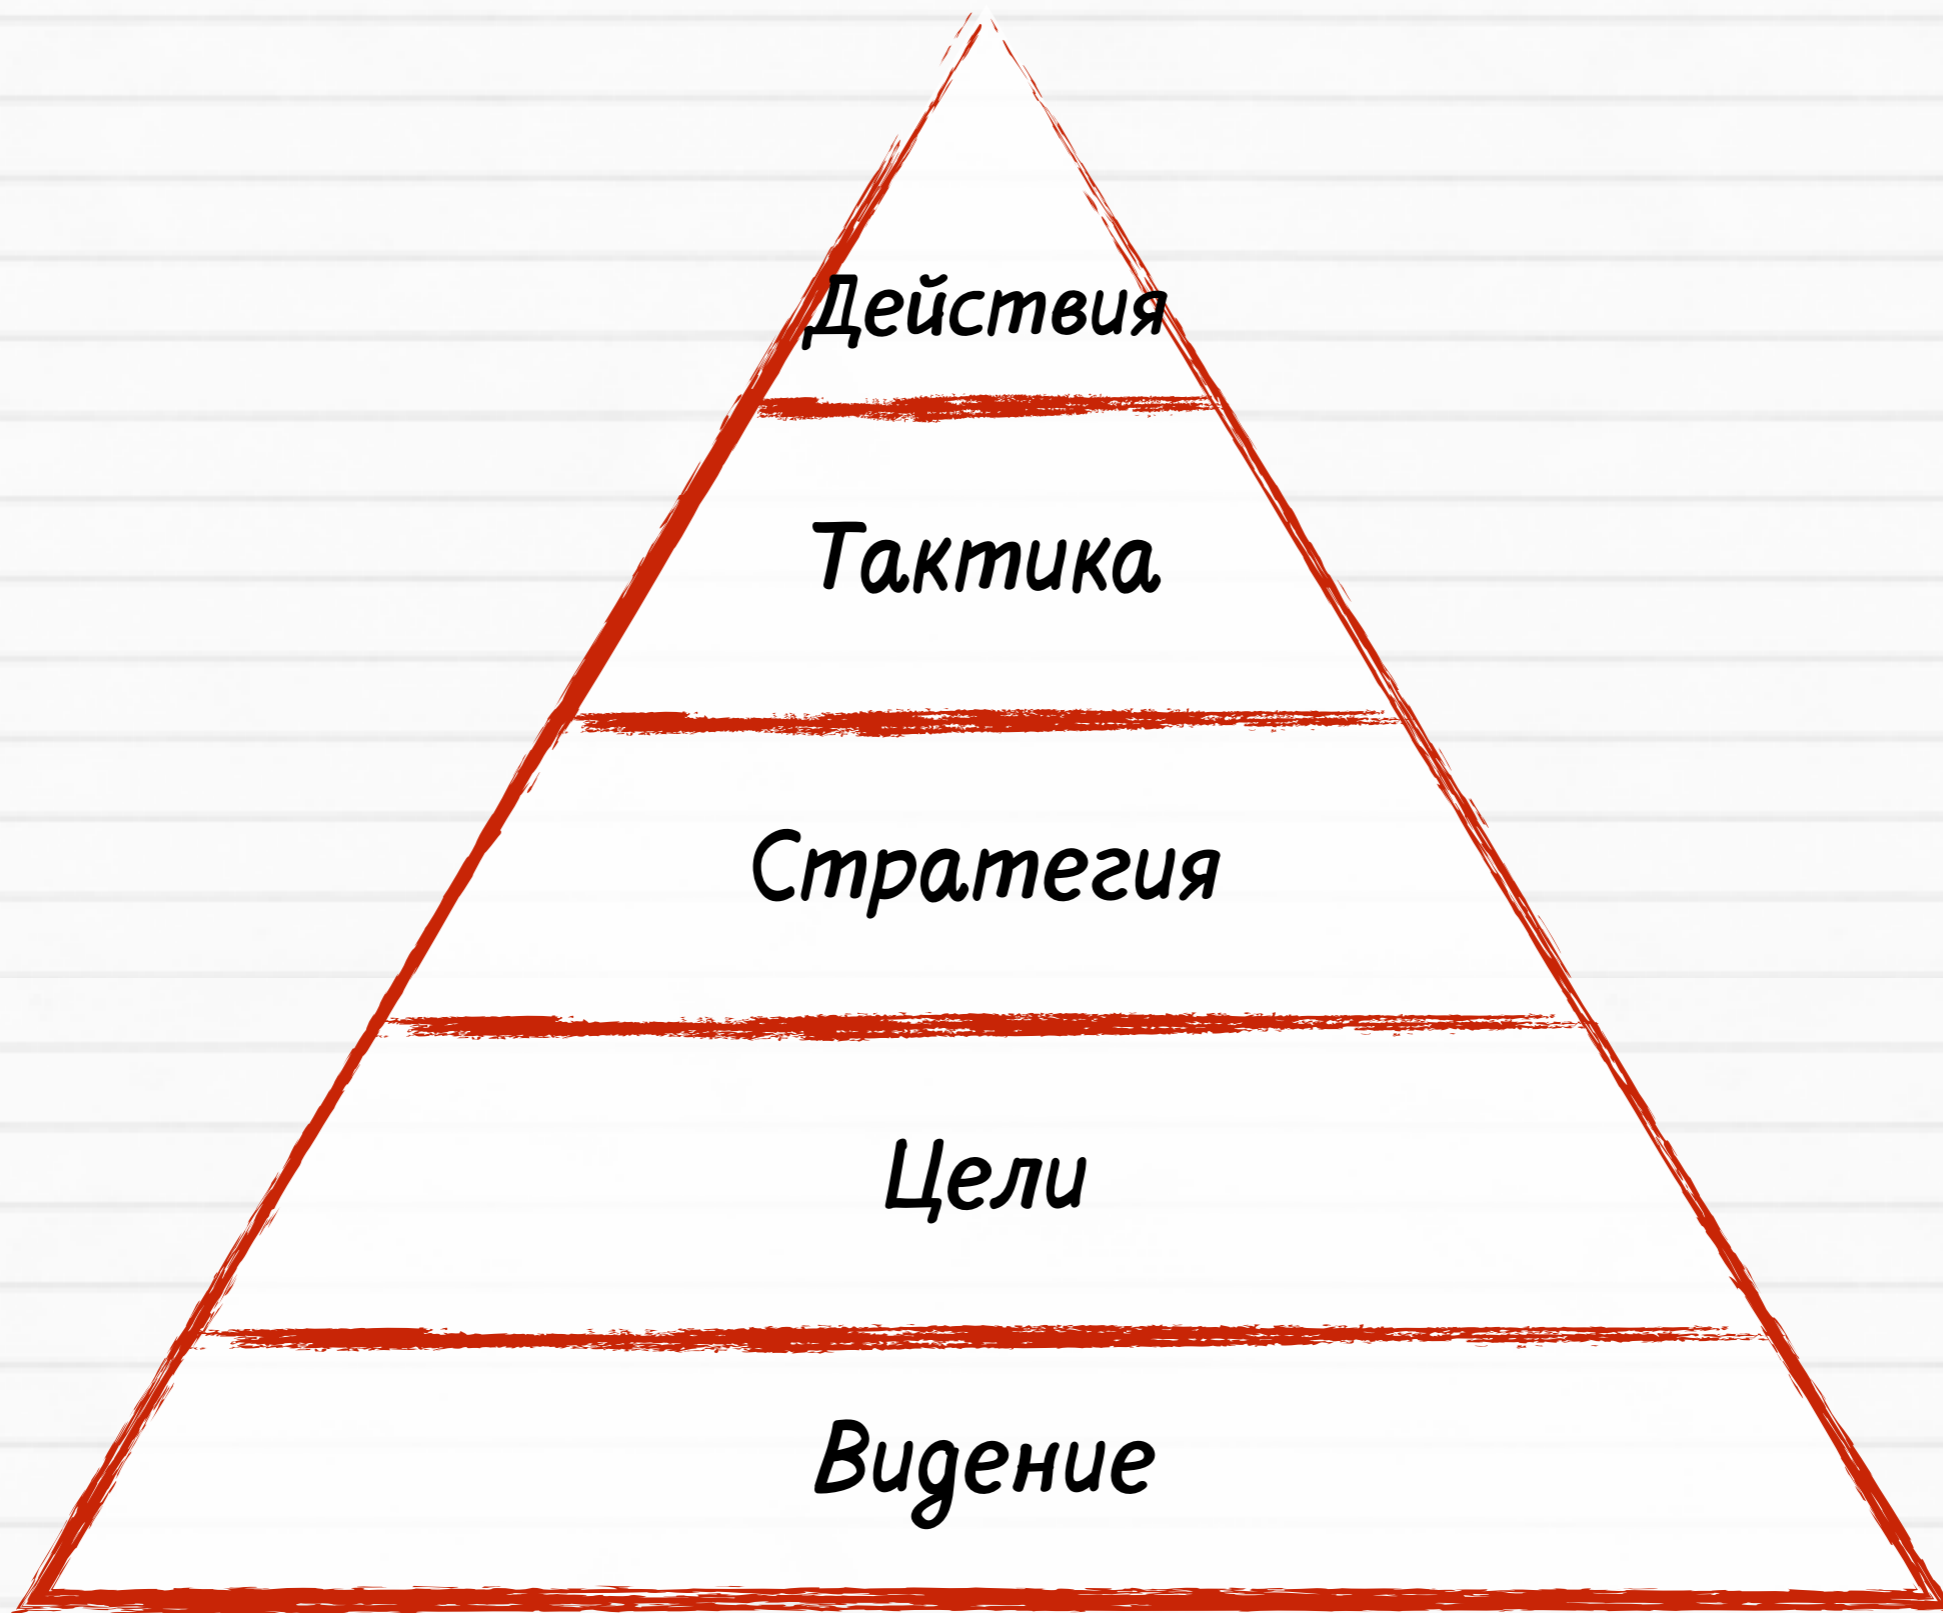 Действия
Тактика
Стратегия
Цели
Видение